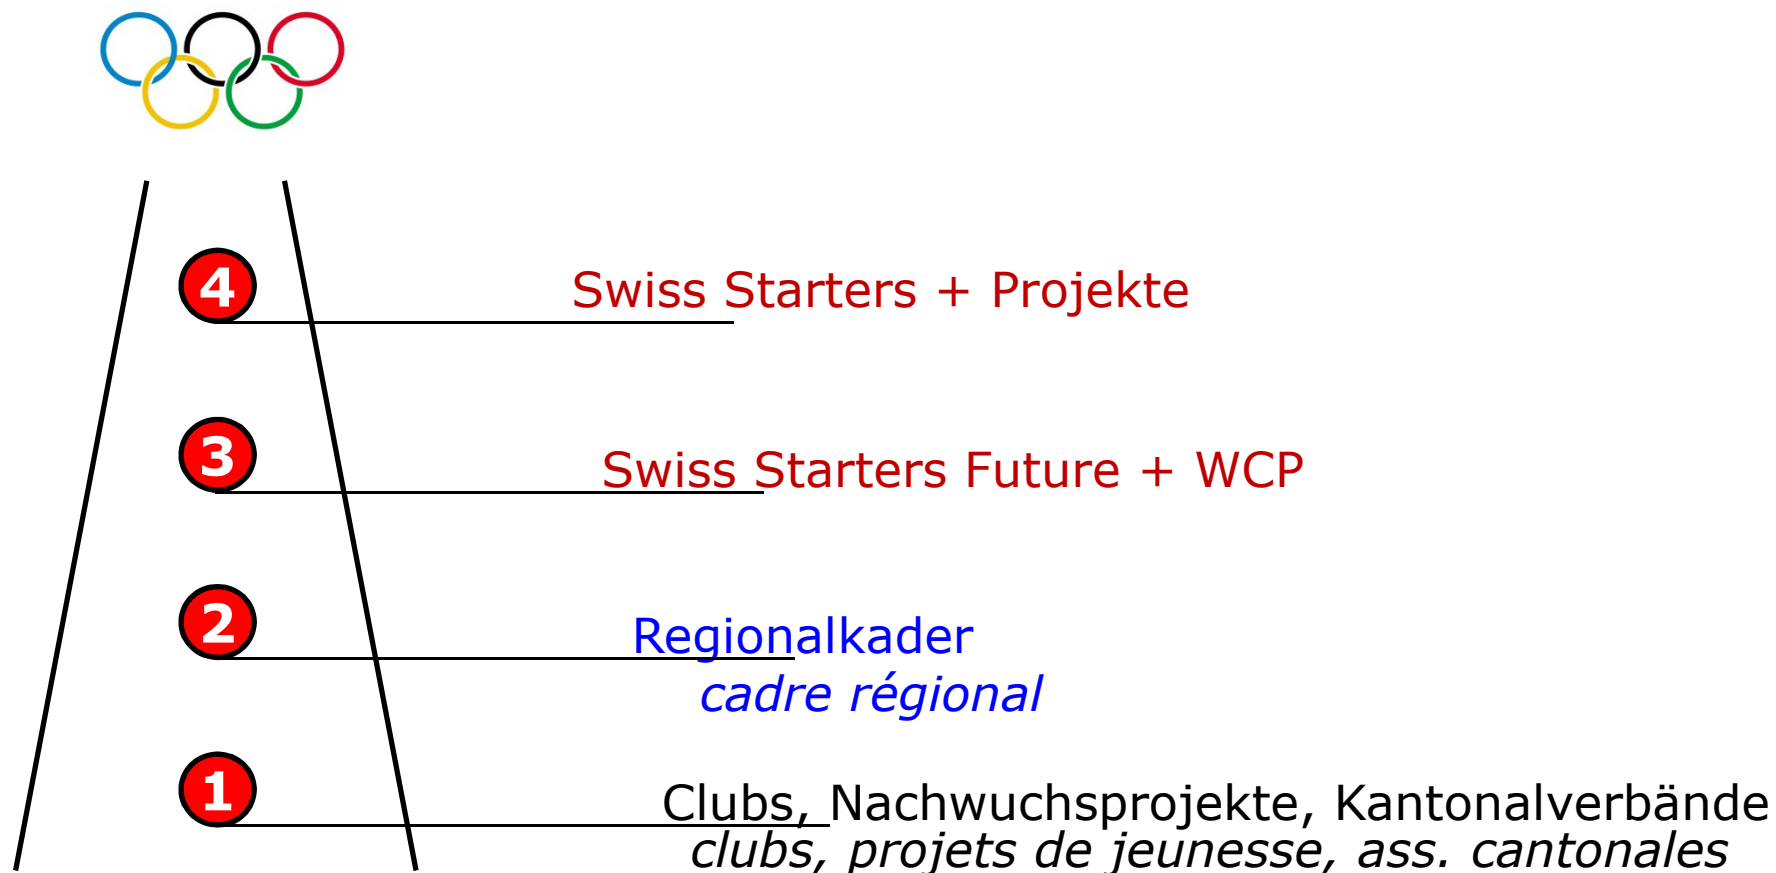 4 Swiss Starters + Projekte
3 Swiss Starters Future + WCP
2 Regionalkader
cadre régional
1 Clubs, Nachwuchsprojekte, Kantonalverbände
clubs, projets de jeunesse, ass. cantonales